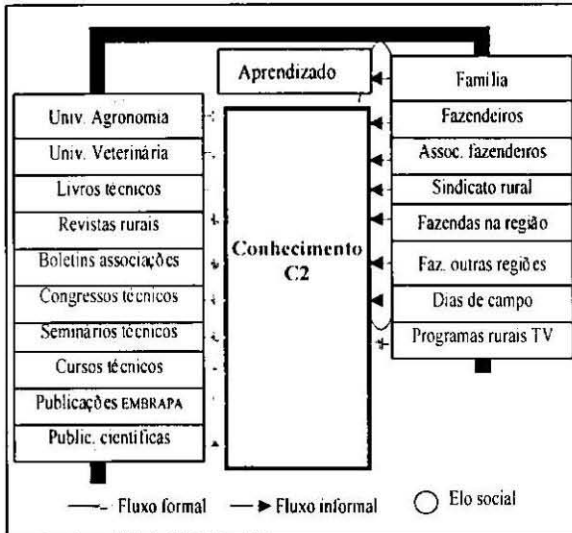 Aprendizado
Univ. Agronomia
Univ. Veterinária
Livros técnicos
Revistas rurais
Boletins associações
Congressos técnicos
Seminários técnicos
Cursos técnicos
Publicações EMBRAPA
Public. científicas
Conhecimento
C2
Família
Fazendeiros
Assoc. fazendeiros
Sindicato rural
Fazendas na região
Faz. outras regiões
Dias de campo
Programas rurais TV
Fluxo formal
Fluxo informal
Elo social